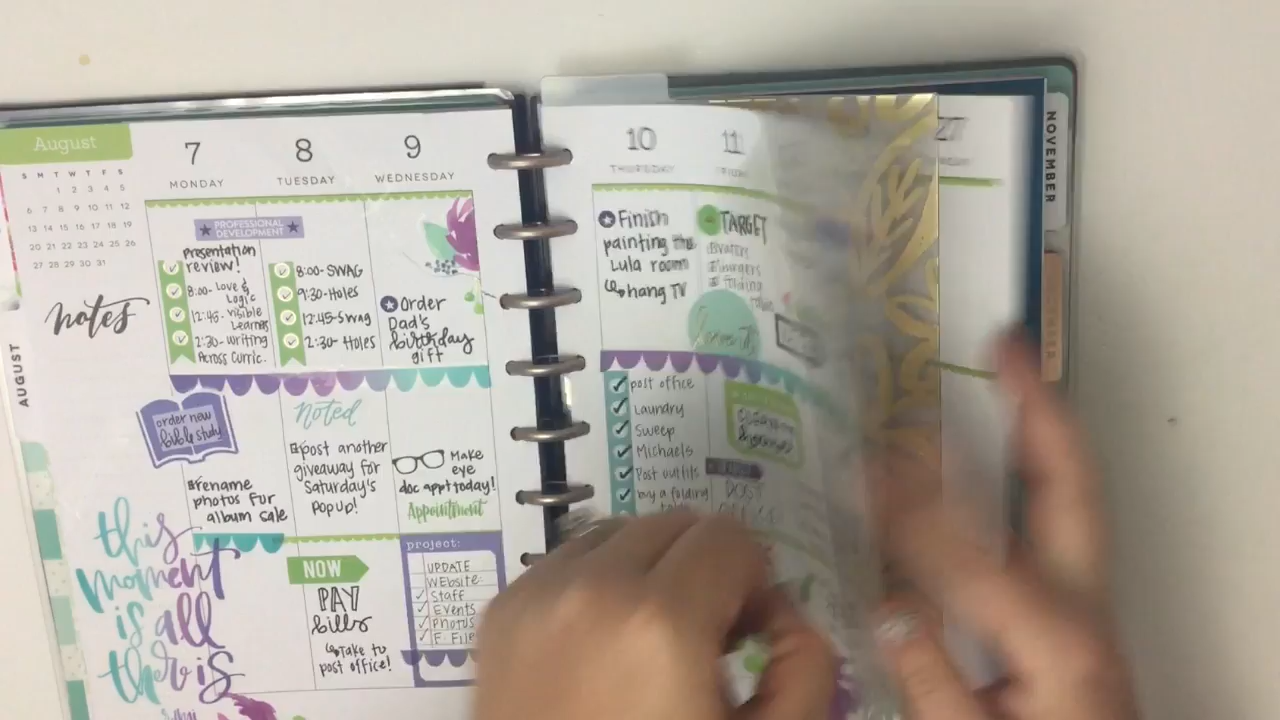 August
S M T W T F S
1 2 3 4 5
6 7 8 9 10 11 12
13 14 15 16 17 18 19
20 21 22 23 24 25 26
27 28 29 30 31
notes
AUGUST
this
moment
is all
there is
7
MONDAY
8
TUESDAY
9
WEDNESDAY
PROFESSIONAL
DEVELOPMENT
presentation
review!
8:00- Love &
Logic
12:45- Visible
Learning
2:30- Writing
Across Curric.
8:00- SWAG
9:30-Holes
12:45-Swag
2:30- Holes
Order
Dad's
birthday
gift
order new
bible study
#rename
photos for
album sale
noted
post another
giveaway for
Saturday's
PopUp!
Make
eye
doc appt today!
Appointment
NOW
PAY
bills
Take to
post office!
project:
UPDATE
WEbsite:
Staff
Events
Photos
10
THURSDAY
11
Finish
painting the
Lula room
hang TV
TARGET
post office
Laundry
Sweep
Michaels
Post outfits
buy a folding
27
NOVEMBER